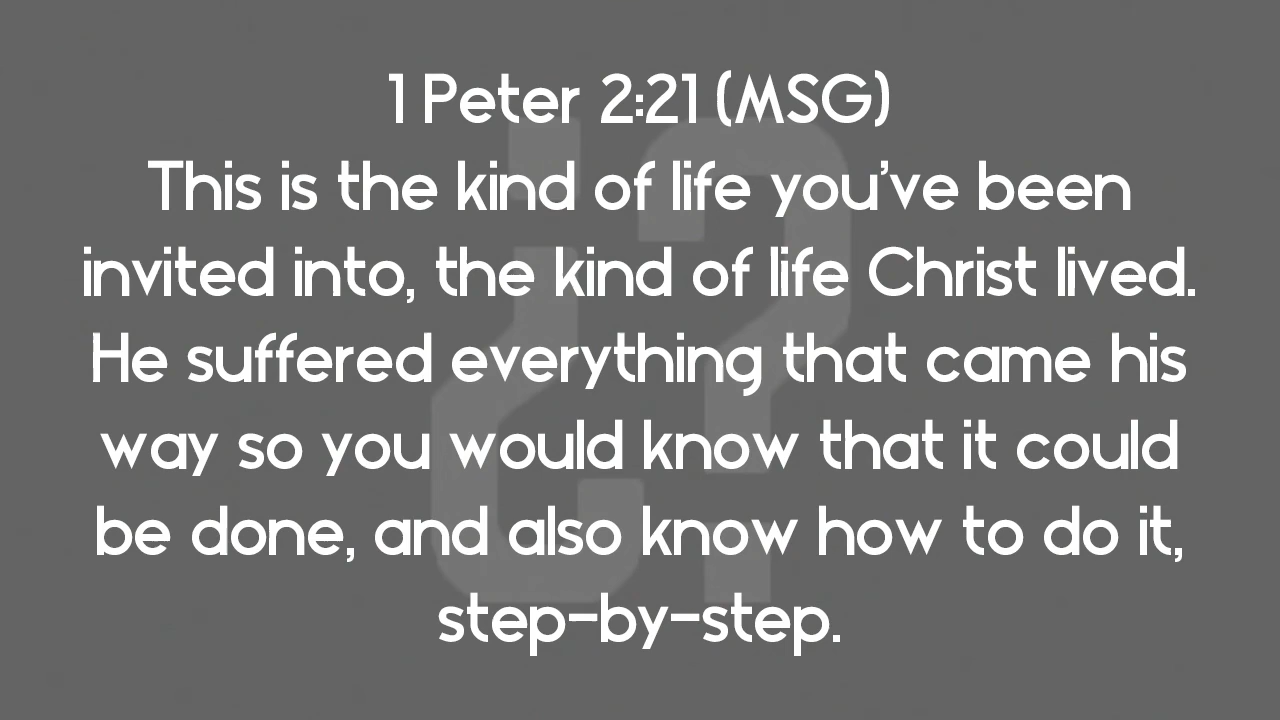 1 Peter 2:21 (MSG)
This is the kind of life you've been
invited into, the kind of life Christ lived.
He suffered everything that came his
way so you would know that it could
be done, and also know how to do it,
step-by-step.
¿?